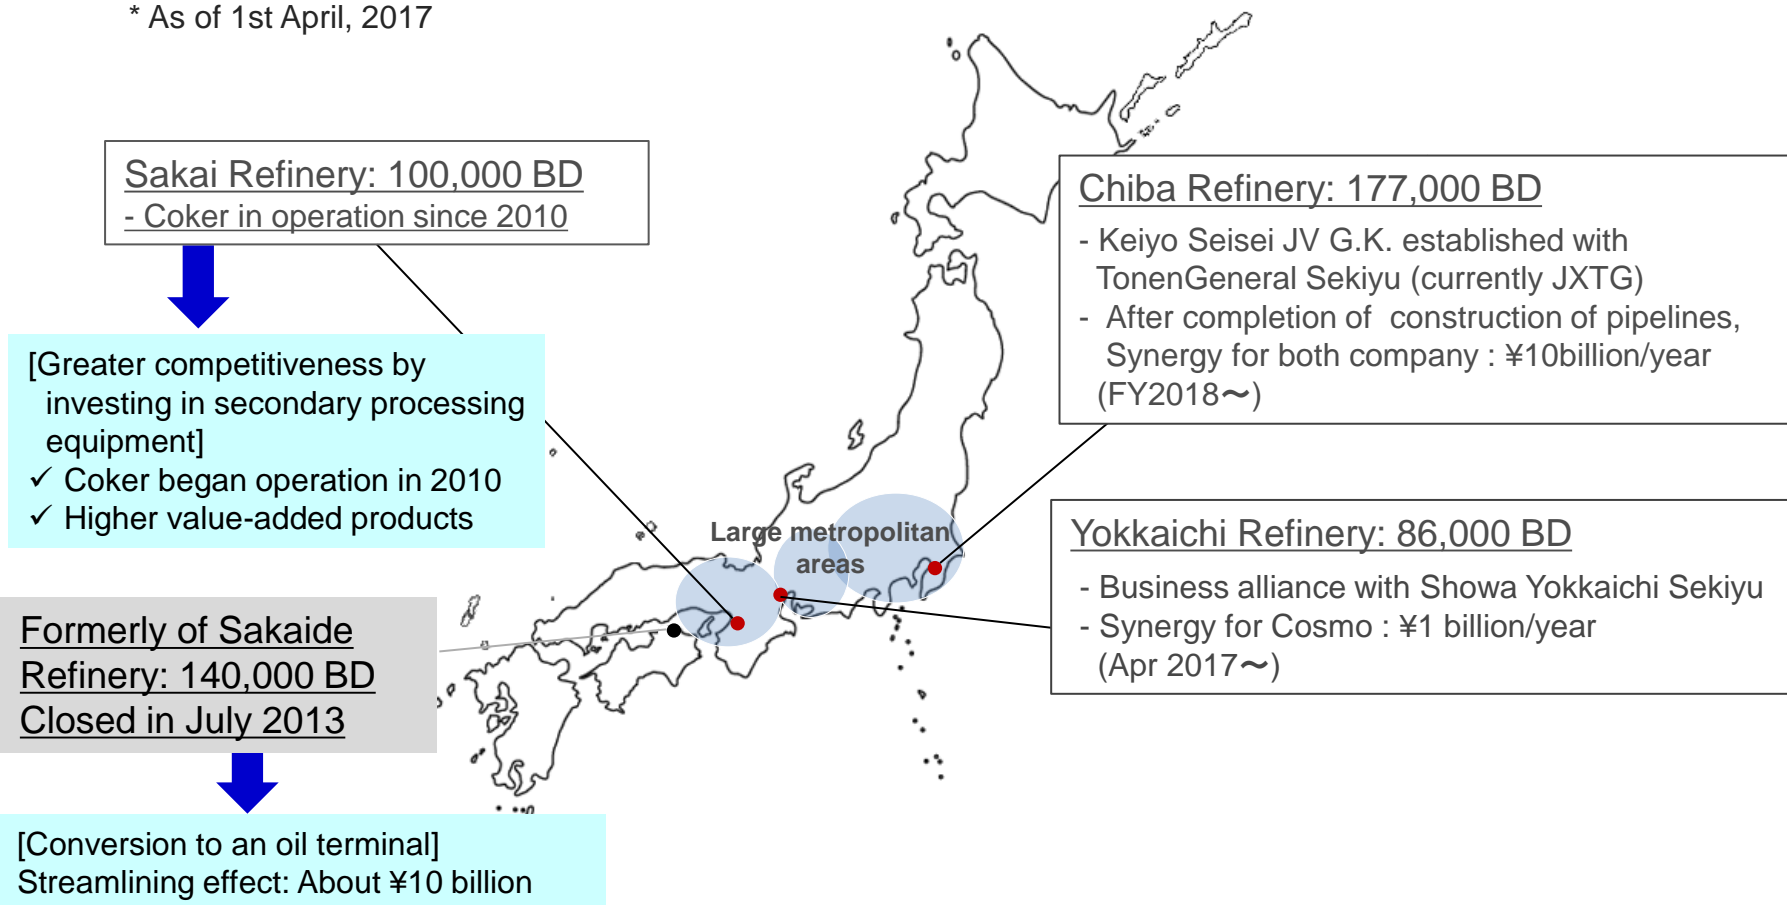 * As of 1st April, 2017
Sakai Refinery: 100,000 BD
- Coker in operation since 2010
[Greater competitiveness by
investing in secondary processing
equipment]
✓ Coker began operation in 2010
✓ Higher value-added products
Formerly of Sakaide
Refinery: 140,000 BD
Closed in July 2013
[Conversion to an oil terminal]
Streamlining effect: About ¥10 billion
Large metropolitan
areas
Chiba Refinery: 177,000 BD
- Keiyo Seisei JV G.K. established with
TonenGeneral Sekiyu (currently JXTG)
- After completion of construction of pipelines,
Synergy for both company : ¥10billion/year
(FY2018～)
Yokkaichi Refinery: 86,000 BD
- Business alliance with Showa Yokkaichi Sekiyu
- Synergy for Cosmo : ¥1 billion/year
(Apr 2017～)